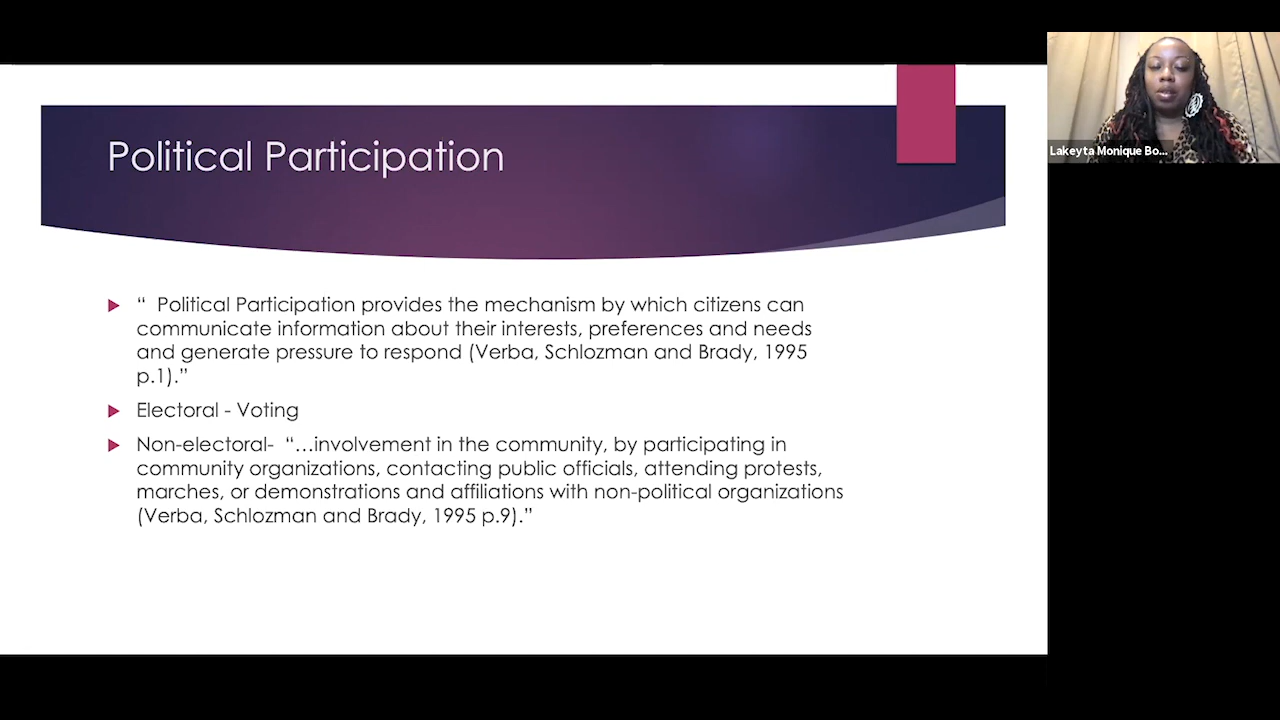 Political Participation
“  Political Participation provides the mechanism by which citizens can
communicate information about their interests, preferences and needs
and generate pressure to respond (Verba, Schlozman and Brady, 1995
p.1).”
Electoral - Voting
Non-electoral-  “…involvement in the community, by participating in
community organizations, contacting public officials, attending protests,
marches, or demonstrations and affiliations with non-political organizations
(Verba, Schlozman and Brady, 1995 p.9).”
Lakeyta Monique Bo...